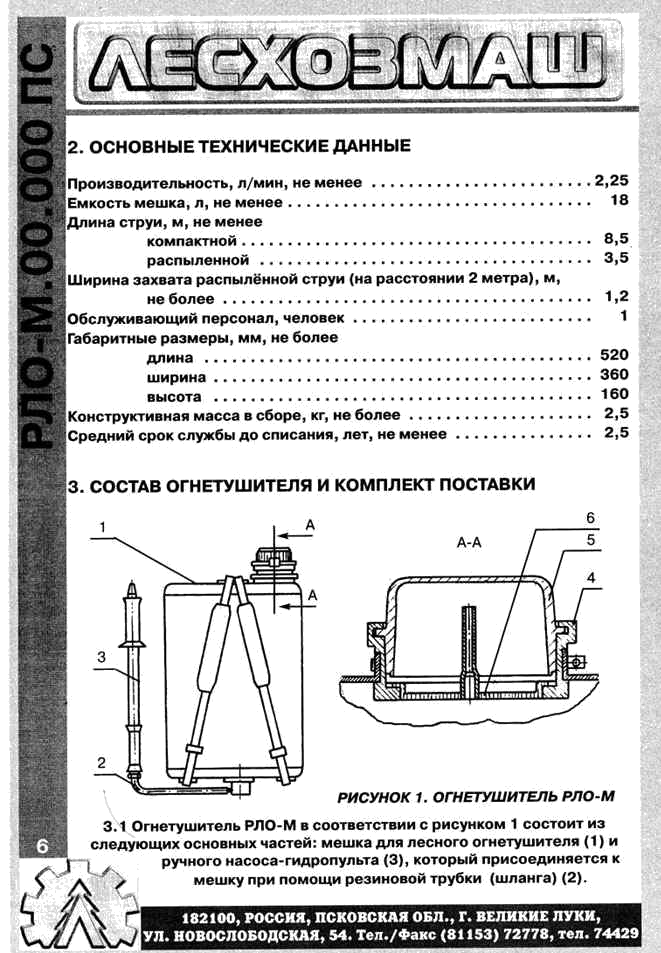 ЛЕСХОЗМАШ
РЛО-М.00.000 ПС
2. ОСНОВНЫЕ ТЕХНИЧЕСКИЕ ДАННЫЕ
Производительность, л/мин, не менее . . . . . . . . . . . . . . . . . . . . . . . . 2,25
Емкость мешка, л, не менее . . . . . . . . . . . . . . . . . . . . . . . . . . . . . . . . . 18
Длина струи, м, не менее
компактной . . . . . . . . . . . . . . . . . . . . . . . . . . . . . . . . . . . . . . 8,5
распыленной . . . . . . . . . . . . . . . . . . . . . . . . . . . . . . . . . . . . 3,5
Ширина захвата распылённой струи (на расстоянии 2 метра), м,
не более . . . . . . . . . . . . . . . . . . . . . . . . . . . . . . . . . . . . . . . . 1,2
Обслуживающий персонал, человек . . . . . . . . . . . . . . . . . . . . . . . . . . 1
Габаритные размеры, мм, не более
длина . . . . . . . . . . . . . . . . . . . . . . . . . . . . . . . . . . . . . . . . . . 520
ширина . . . . . . . . . . . . . . . . . . . . . . . . . . . . . . . . . . . . . . . . . 360
высота . . . . . . . . . . . . . . . . . . . . . . . . . . . . . . . . . . . . . . . . . 160
Конструктивная масса в сборе, кг, не более . . . . . . . . . . . . . . . . . . . . 2,5
Средний срок службы до списания, лет, не менее . . . . . . . . . . . . . . . 2,5
3. СОСТАВ ОГНЕТУШИТЕЛЯ И КОМПЛЕКТ ПОСТАВКИ
1
А
А
3
2
А-А
6
5
4
РИСУНОК 1. ОГНЕТУШИТЕЛЬ РЛО-М
3.1 Огнетушитель РЛО-М в соответствии с рисунком 1 состоит из
следующих основных частей: мешка для лесного огнетушителя (1) и
ручного насоса-гидропульта (3), который присоединяется к
мешку при помощи резиновой трубки (шланга) (2).
6
182100, РОССИЯ, ПСКОВСКАЯ ОБЛ., Г. ВЕЛИКИЕ ЛУКИ,
УЛ. НОВОСЛОБОДСКАЯ, 54. Тел./Факс (81153) 72778, тел. 74429